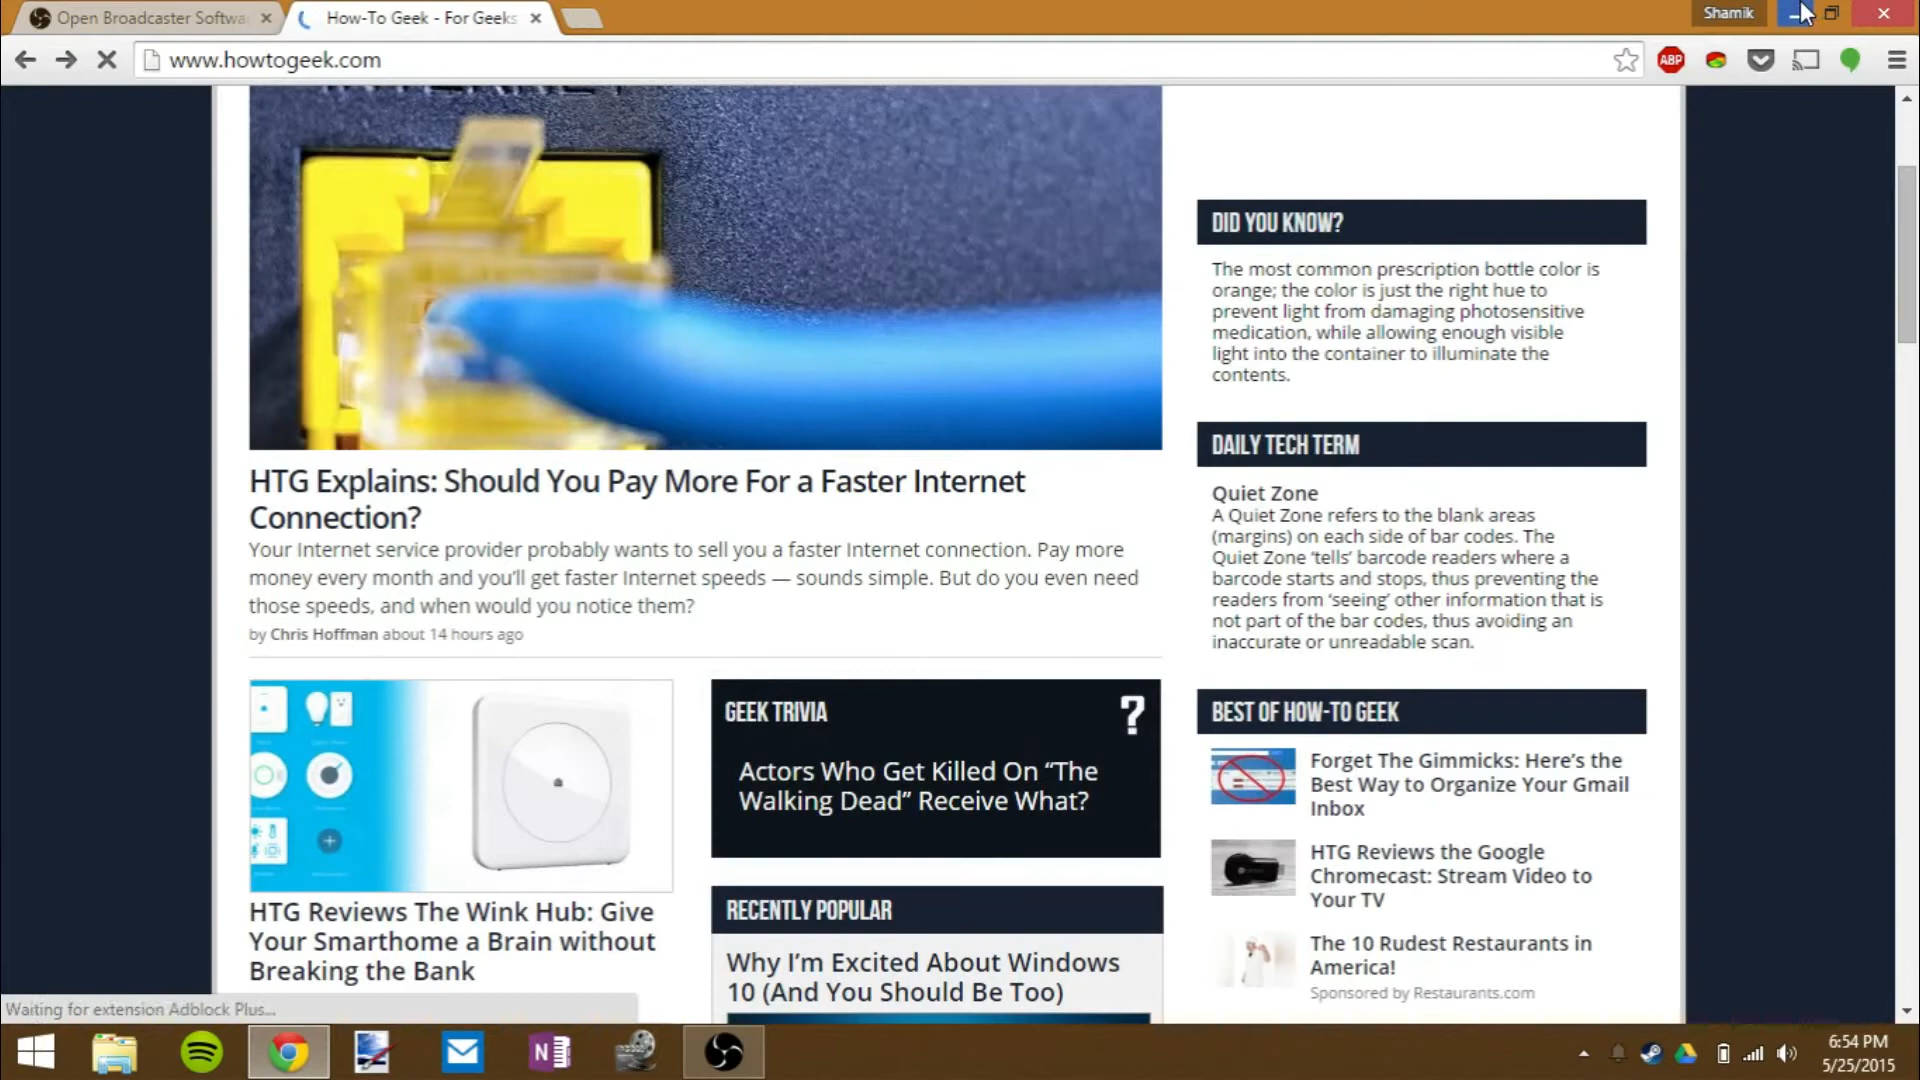 Open Broadcaster Softwa
How-To Geek - For Geeks
Shamik
www.howtogeek.com
ABP
HTG Explains: Should You Pay More For a Faster Internet
Connection?
Your Internet service provider probably wants to sell you a faster Internet connection. Pay more
money every month and you'll get faster Internet speeds — sounds simple. But do you even need
those speeds, and when would you notice them?
by Chris Hoffman about 14 hours ago
HTG Reviews The Wink Hub: Give
Your Smarthome a Brain without
Breaking the Bank
GEEK TRIVIA
?
Actors Who Get Killed On “The
Walking Dead” Receive What?
RECENTLY POPULAR
Why I'm Excited About Windows
10 (And You Should Be Too)
DID YOU KNOW?
The most common prescription bottle color is
orange; the color is just the right hue to
prevent light from damaging photosensitive
medication, while allowing enough visible
light into the container to illuminate the
contents.
DAILY TECH TERM
Quiet Zone
A Quiet Zone refers to the blank areas
(margins) on each side of bar codes. The
Quiet Zone ‘tells’ barcode readers where a
barcode starts and stops, thus preventing the
readers from ‘seeing’ other information that is
not part of the bar codes, thus avoiding an
inaccurate or unreadable scan.
BEST OF HOW-TO GEEK
Forget The Gimmicks: Here's the
Best Way to Organize Your Gmail
Inbox
HTG Reviews the Google
Chromecast: Stream Video to
Your TV
The 10 Rudest Restaurants in
America!
Sponsored by Restaurants.com
Waiting for extension Adblock Plus...
N
6:54 PM
5/25/2015